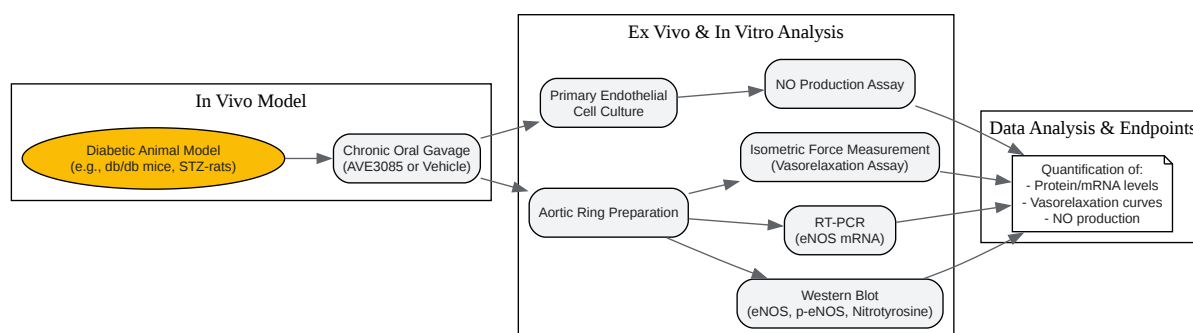 In Vivo Model
Diabetic Animal Model
(e.g., db/db mice, STZ-rats)
Chronic Oral Gavage
(AVE3085 or Vehicle)
Ex Vivo & In Vitro Analysis
Primary Endothelial
Cell Culture
NO Production Assay
Aortic Ring Preparation
Isometric Force Measurement
(Vasorelaxation Assay)
RT-PCR
(eNOS mRNA)
Western Blot
(eNOS, p-eNOS, Nitrotyrosine)
Data Analysis & Endpoints
Quantification of:
- Protein/mRNA levels
- Vasorelaxation curves
- NO production